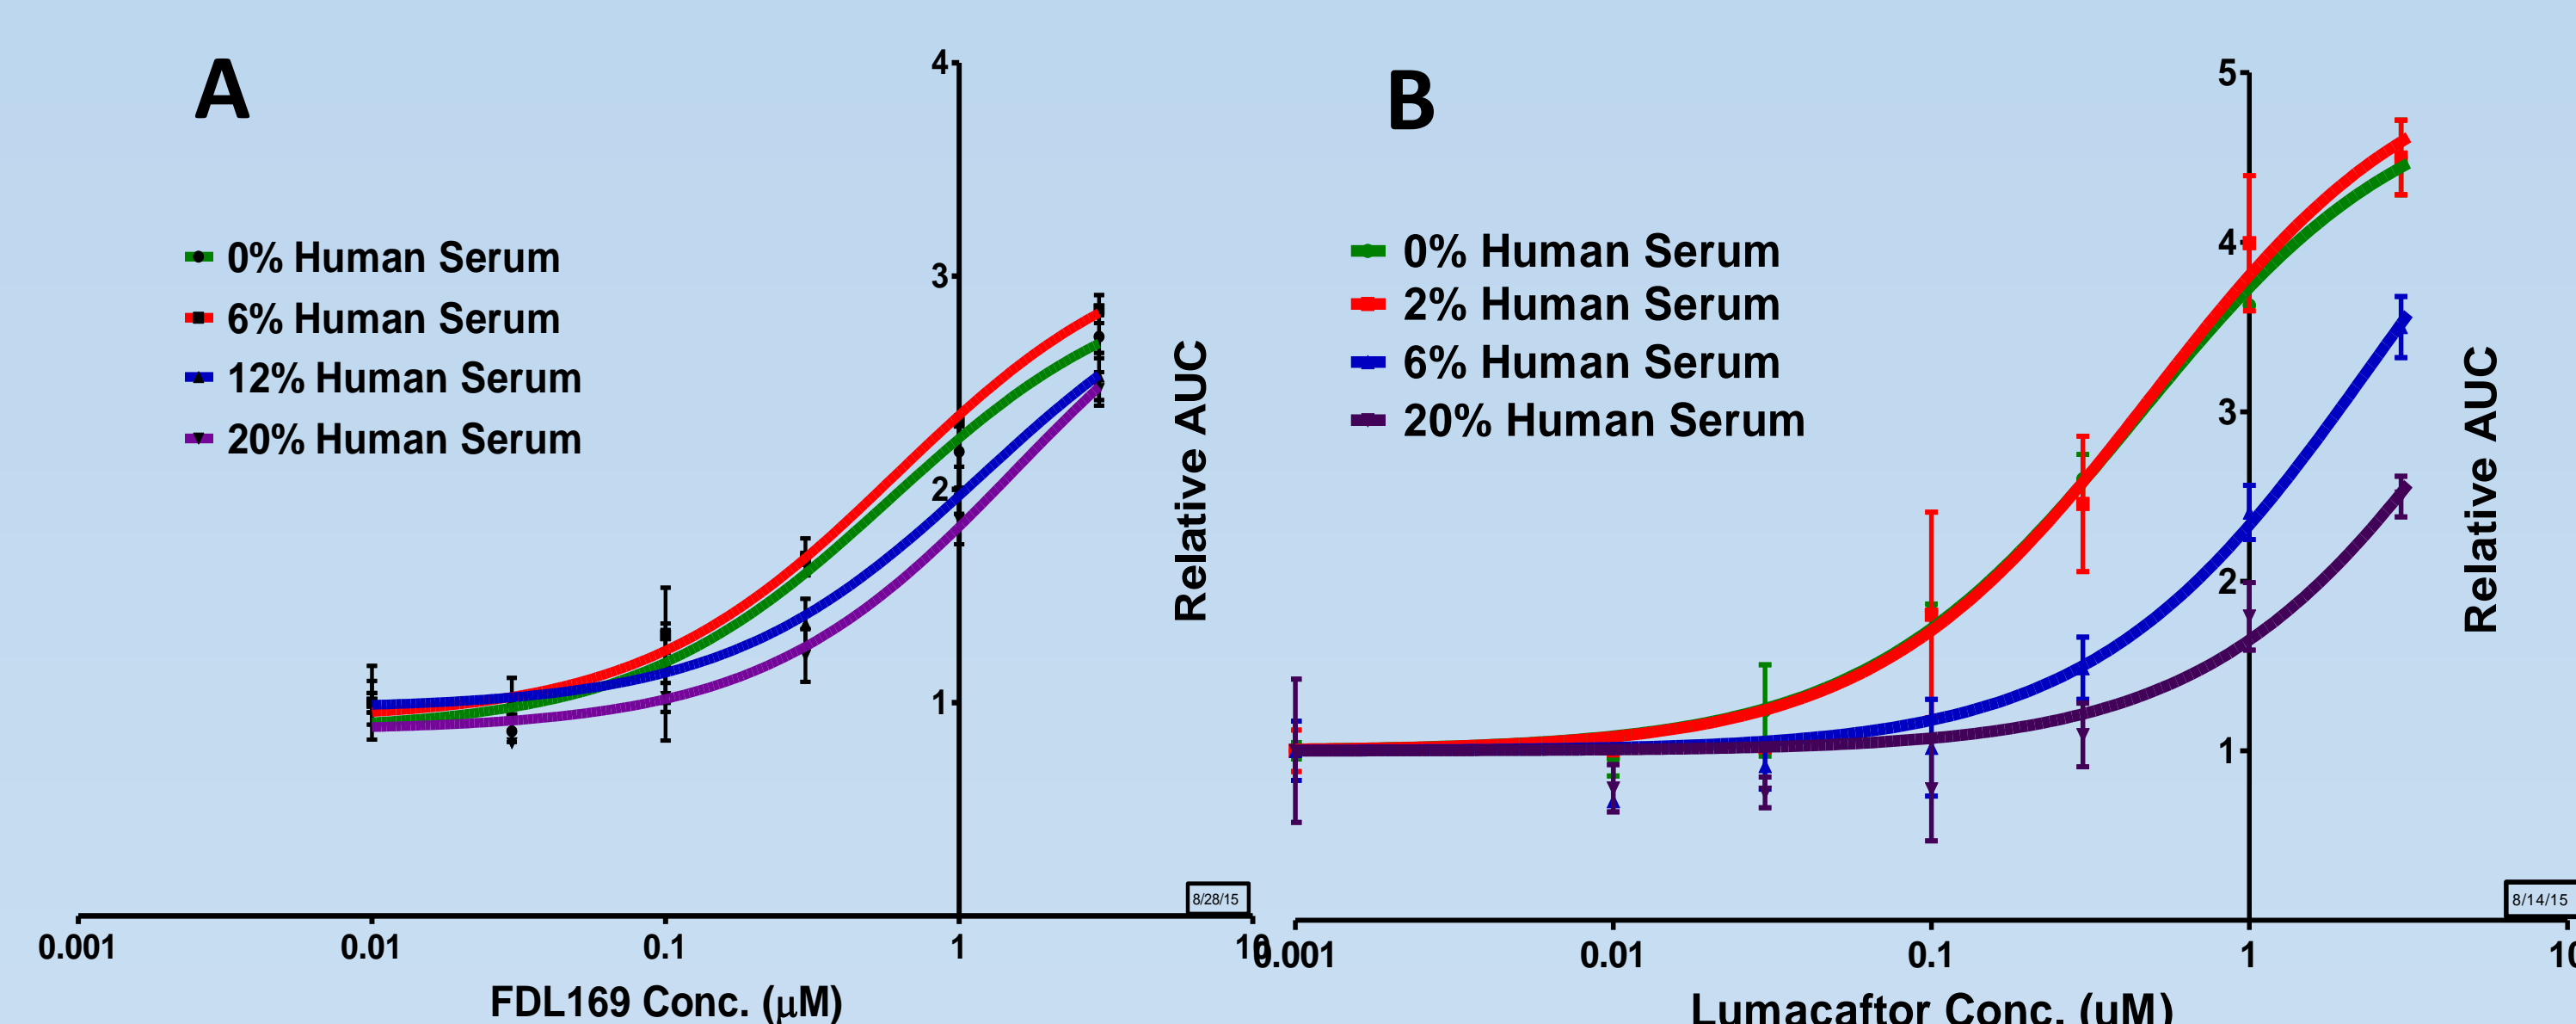 A
4
3
2
1
0% Human Serum
6% Human Serum
12% Human Serum
20% Human Serum
Relative AUC
8/28/15
0.001 0.01 0.1 1 10
FDL169 Conc. (μM)
B
5
4
3
2
1
0% Human Serum
2% Human Serum
6% Human Serum
20% Human Serum
Relative AUC
8/14/15
0.001 0.01 0.1 1 10
Lumacaftor Conc. (uM)